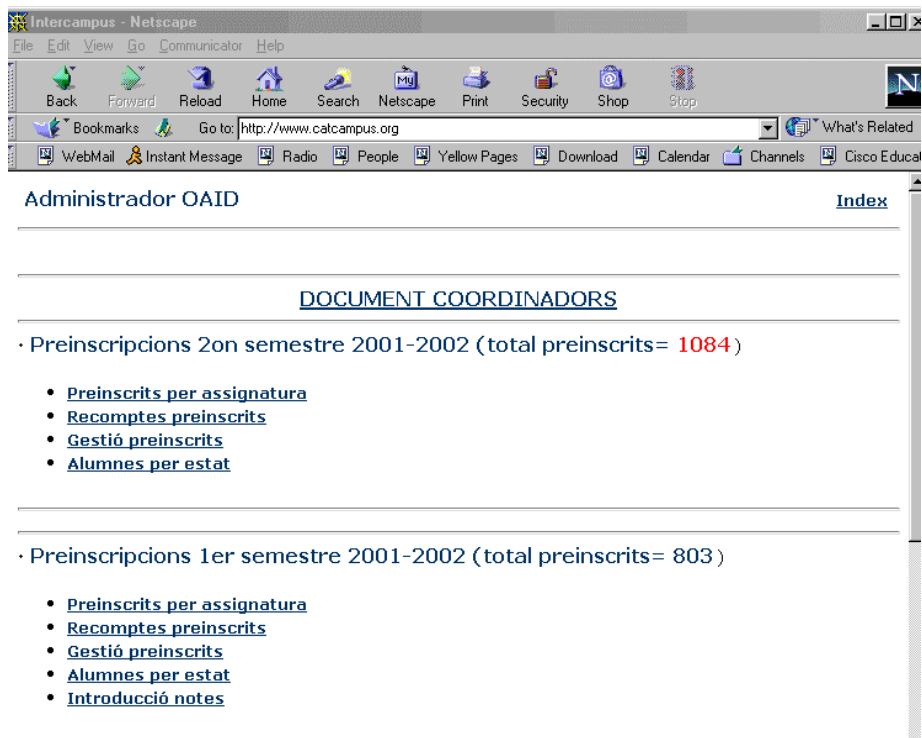 Intercampus - Netscape
File Edit View Go Communicator Help
My
N
Back Forward Reload Home Search Netscape Print Security Shop Stop
Bookmarks Go to: http://www.catcampus.org What's Related
WebMail Instant Message Radio People Yellow Pages Download Calendar Channels Cisco Educat
Administrador OAID Index
DOCUMENT COORDINADORS
· Preinscripcions 2on semestre 2001-2002 (total preinscrits= 1084 )
• Preinscrits per assignatura
• Recomptes preinscrits
• Gestió preinscrits
• Alumnes per estat
· Preinscripcions 1er semestre 2001-2002 (total preinscrits= 803 )
• Preinscrits per assignatura
• Recomptes preinscrits
• Gestió preinscrits
• Alumnes per estat
• Introducció notes